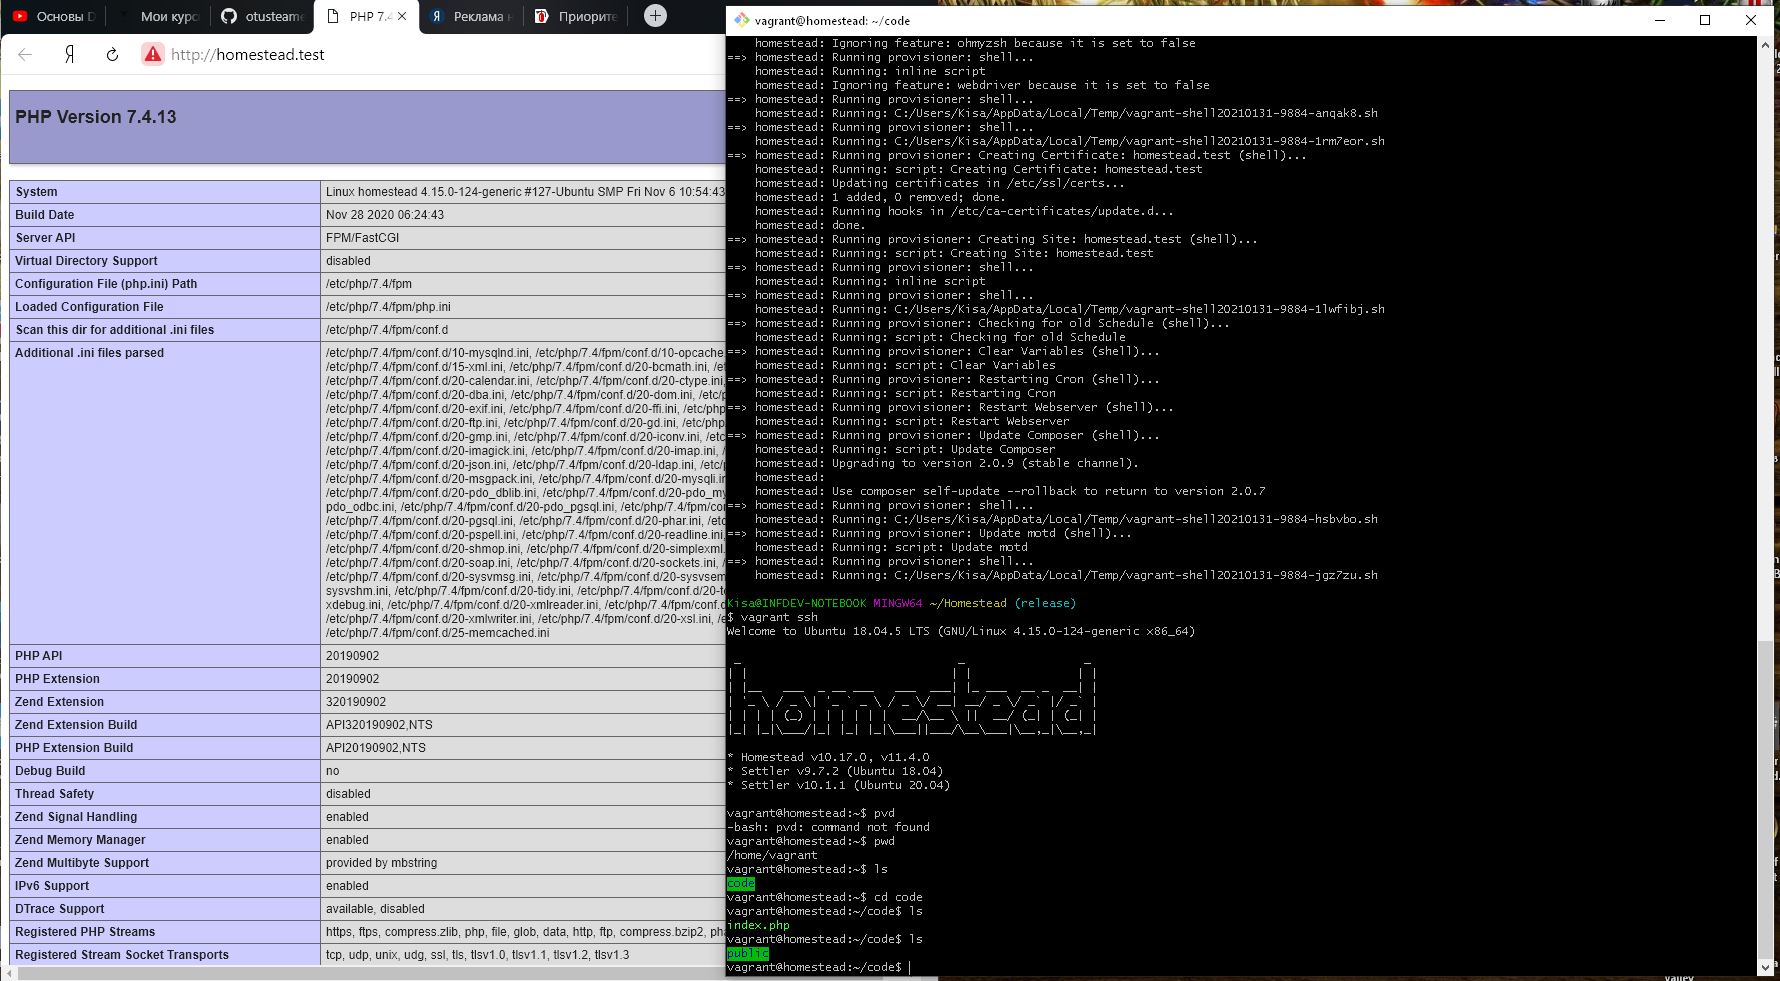 Основы D
Мои курс
otusteame
PHP 7.4
Реклама н
Приорите
http://homestead.test
PHP Version 7.4.13
System Linux homestead 4.15.0-124-generic #127-Ubuntu SMP Fri Nov 6 10:54:43
Build Date Nov 28 2020 06:24:43
Server API FPM/FastCGI
Virtual Directory Support disabled
Configuration File (php.ini) Path /etc/php/7.4/fpm
Loaded Configuration File /etc/php/7.4/fpm/php.ini
Scan this dir for additional .ini files /etc/php/7.4/fpm/conf.d
Additional .ini files parsed /etc/php/7.4/fpm/conf.d/10-mysqlnd.ini, /etc/php/7.4/fpm/conf.d/10-opcache
/etc/php/7.4/fpm/conf.d/15-xml.ini, /etc/php/7.4/fpm/conf.d/20-bcmath.ini, /et
/etc/php/7.4/fpm/conf.d/20-calendar.ini, /etc/php/7.4/fpm/conf.d/20-ctype.ini,
/etc/php/7.4/fpm/conf.d/20-dba.ini, /etc/php/7.4/fpm/conf.d/20-dom.ini, /etc/p
/etc/php/7.4/fpm/conf.d/20-exif.ini, /etc/php/7.4/fpm/conf.d/20-ffi.ini, /etc/php
/etc/php/7.4/fpm/conf.d/20-ftp.ini, /etc/php/7.4/fpm/conf.d/20-gd.ini, /etc/php/
/etc/php/7.4/fpm/conf.d/20-gmp.ini, /etc/php/7.4/fpm/conf.d/20-iconv.ini, /etc/
/etc/php/7.4/fpm/conf.d/20-imagick.ini, /etc/php/7.4/fpm/conf.d/20-imap.ini, /
/etc/php/7.4/fpm/conf.d/20-json.ini, /etc/php/7.4/fpm/conf.d/20-ldap.ini, /etc/p
/etc/php/7.4/fpm/conf.d/20-msgpack.ini, /etc/php/7.4/fpm/conf.d/20-mysqli.in
/etc/php/7.4/fpm/conf.d/20-pdo_dblib.ini, /etc/php/7.4/fpm/conf.d/20-pdo_my
pdo_odbc.ini, /etc/php/7.4/fpm/conf.d/20-pdo_pgsql.ini, /etc/php/7.4/fpm/con
/etc/php/7.4/fpm/conf.d/20-pgsql.ini, /etc/php/7.4/fpm/conf.d/20-phar.ini, /etc
/etc/php/7.4/fpm/conf.d/20-pspell.ini, /etc/php/7.4/fpm/conf.d/20-readline.ini,
/etc/php/7.4/fpm/conf.d/20-shmop.ini, /etc/php/7.4/fpm/conf.d/20-simplexml.
/etc/php/7.4/fpm/conf.d/20-soap.ini, /etc/php/7.4/fpm/conf.d/20-sockets.ini, /
/etc/php/7.4/fpm/conf.d/20-sysvmsg.ini, /etc/php/7.4/fpm/conf.d/20-sysvsem
sysvshm.ini, /etc/php/7.4/fpm/conf.d/20-tidy.ini, /etc/php/7.4/fpm/conf.d/20-to
xdebug.ini, /etc/php/7.4/fpm/conf.d/20-xmlreader.ini, /etc/php/7.4/fpm/conf.d
/etc/php/7.4/fpm/conf.d/20-xmlwriter.ini, /etc/php/7.4/fpm/conf.d/20-xsl.ini, /e
/etc/php/7.4/fpm/conf.d/25-memcached.ini
PHP API 20190902
PHP Extension 20190902
Zend Extension 320190902
Zend Extension Build API320190902,NTS
PHP Extension Build API20190902,NTS
Debug Build no
Thread Safety disabled
Zend Signal Handling enabled
Zend Memory Manager enabled
Zend Multibyte Support provided by mbstring
IPv6 Support enabled
DTrace Support available, disabled
Registered PHP Streams https, ftps, compress.zlib, php, file, glob, data, http, ftp, compress.bzip2, pha
Registered Stream Socket Transports tcp, udp, unix, udg, ssl, tls, tlsv1.0, tlsv1.1, tlsv1.2, tlsv1.3
vagrant@homestead: ~/code
homestead: Ignoring feature: ohmyzsh because it is set to false
==> homestead: Running provisioner: shell...
homestead: Running: inline script
homestead: Ignoring feature: webdriver because it is set to false
==> homestead: Running provisioner: shell...
homestead: Running: C:/Users/Kisa/AppData/Local/Temp/vagrant-shell20210131-9884-anqak8.sh
==> homestead: Running provisioner: shell...
homestead: Running: C:/Users/Kisa/AppData/Local/Temp/vagrant-shell20210131-9884-1rm7eor.sh
==> homestead: Running provisioner: Creating Certificate: homestead.test (shell)...
homestead: Running: script: Creating Certificate: homestead.test
homestead: Updating certificates in /etc/ssl/certs...
homestead: 1 added, 0 removed; done.
homestead: Running hooks in /etc/ca-certificates/update.d...
homestead: done.
==> homestead: Running provisioner: Creating Site: homestead.test (shell)...
homestead: Running: script: Creating Site: homestead.test
==> homestead: Running provisioner: shell...
homestead: Running: inline script
==> homestead: Running provisioner: shell...
homestead: Running: C:/Users/Kisa/AppData/Local/Temp/vagrant-shell20210131-9884-1lwfibj.sh
==> homestead: Running provisioner: Checking for old Schedule (shell)...
homestead: Running: script: Checking for old Schedule
==> homestead: Running provisioner: Clear Variables (shell)...
homestead: Running: script: Clear Variables
==> homestead: Running provisioner: Restarting Cron (shell)...
homestead: Running: script: Restarting Cron
==> homestead: Running provisioner: Restart Webserver (shell)...
homestead: Running: script: Restart Webserver
==> homestead: Running provisioner: Update Composer (shell)...
homestead: Running: script: Update Composer
homestead: Upgrading to version 2.0.9 (stable channel).
homestead:
homestead: Use composer self-update --rollback to return to version 2.0.7
==> homestead: Running provisioner: shell...
homestead: Running: C:/Users/Kisa/AppData/Local/Temp/vagrant-shell20210131-9884-hsbvbo.sh
==> homestead: Running provisioner: Update motd (shell)...
homestead: Running: script: Update motd
==> homestead: Running provisioner: shell...
homestead: Running: C:/Users/Kisa/AppData/Local/Temp/vagrant-shell20210131-9884-jgz7zu.sh
Kisa@INFDEV-NOTEBOOK MINGW64 ~/Homestead (release)
$ vagrant ssh
Welcome to Ubuntu 18.04.5 LTS (GNU/Linux 4.15.0-124-generic x86_64)
homestead
* Homestead v10.17.0, v11.4.0
* Settler v9.7.2 (Ubuntu 18.04)
* Settler v10.1.1 (Ubuntu 20.04)
vagrant@homestead:~$ pvd
-bash: pvd: command not found
vagrant@homestead:~$ pwd
/home/vagrant
vagrant@homestead:~$ ls
code
vagrant@homestead:~$ cd code
vagrant@homestead:~/code$ ls
index.php
vagrant@homestead:~/code$ ls
public
vagrant@homestead:~/code$
valley